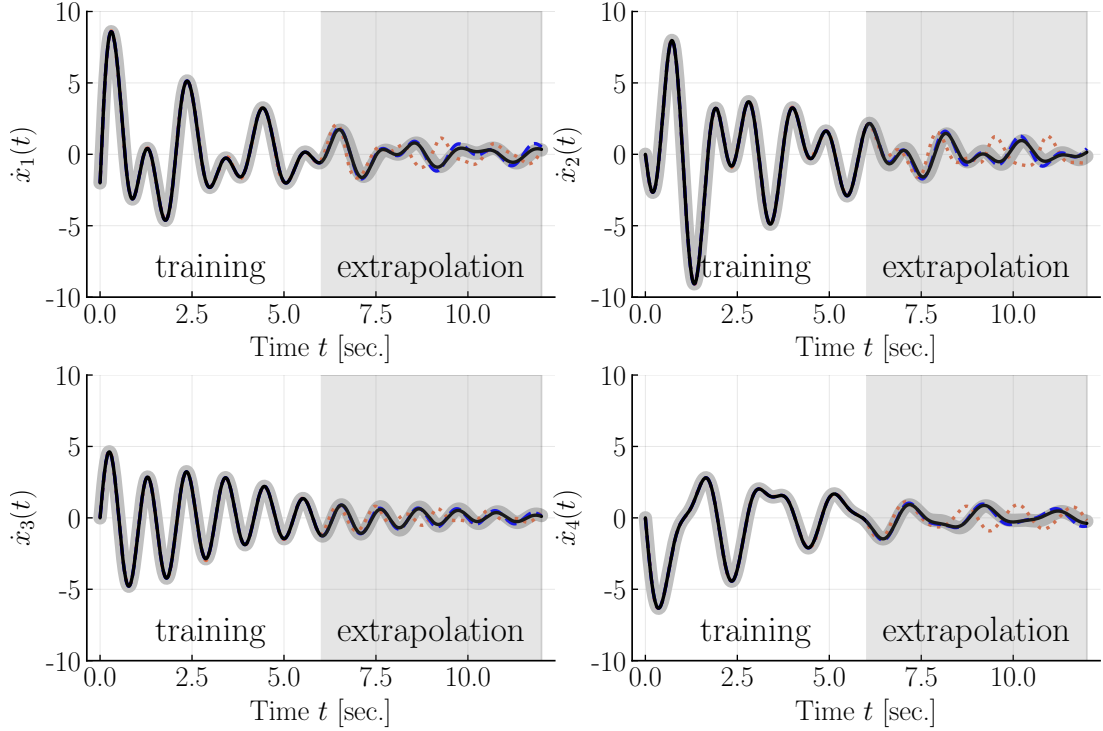 10
5
0
-5
-10
ẋ₁(t)
training
extrapolation
0.0 2.5 5.0 7.5 10.0
Time t [sec.]
10
5
0
-5
-10
ẋ₂(t)
training
extrapolation
0.0 2.5 5.0 7.5 10.0
Time t [sec.]
10
5
0
-5
-10
ẋ₃(t)
training
extrapolation
0.0 2.5 5.0 7.5 10.0
Time t [sec.]
10
5
0
-5
-10
ẋ₄(t)
training
extrapolation
0.0 2.5 5.0 7.5 10.0
Time t [sec.]